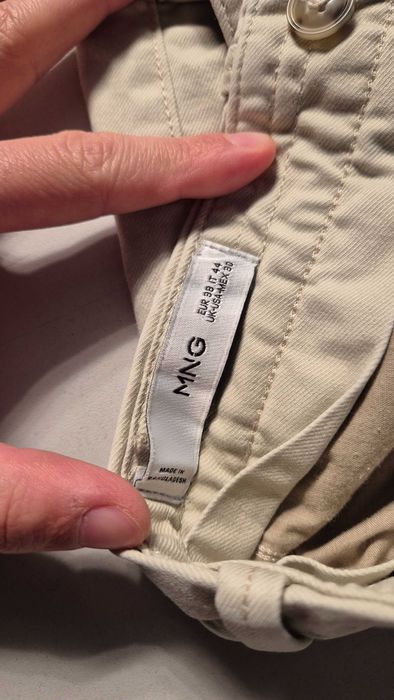 MNG
EUR 38 IT 44
UK-USA-MEX 30
MADE IN
BANGLADESH